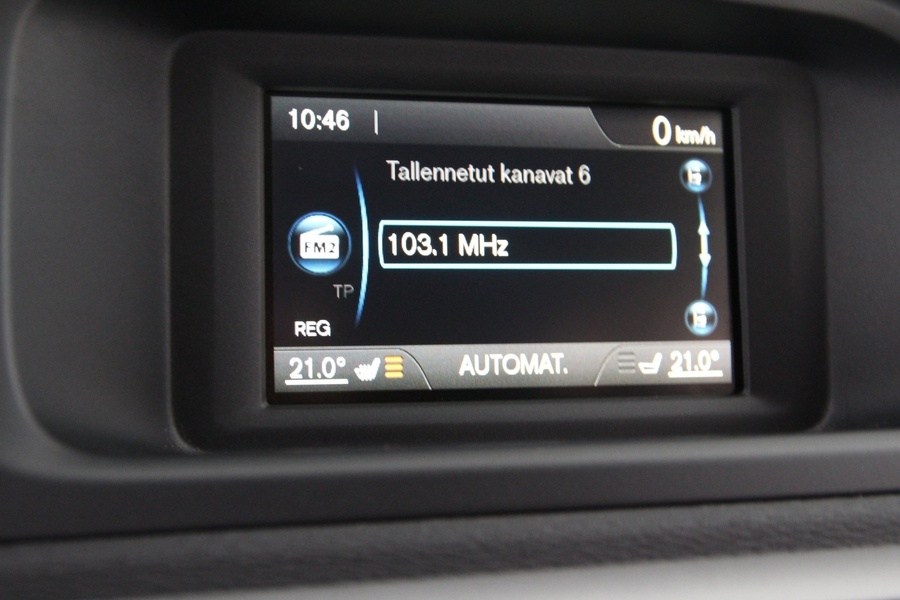 10:46
0 km/h
Tallennetut kanavat 6
FM2
103.1 MHz
TP
REG
21.0° AUTOMAT. 21.0°